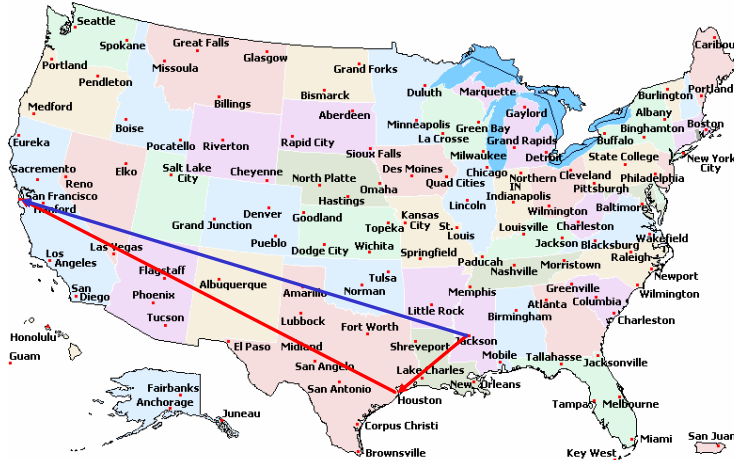 Seattle
Spokane
Great Falls
Glasgow
Caribou
Portland
Missoula
Grand Forks
Pendleton
Duluth
Marquette
Burlington
Portland
Bismarck
Billings
Medford
Aberdeen
Gaylord
Albany
Boise
Minneapolis
Green Bay
Binghamton
Boston
Eureka
Pocatello
Riverton
Rapid City
La Crosse
Grand Rapids
Buffalo
Sioux Falls
Milwaukee
Detroit
State College
New York
City
Sacramento
Elko
Salt Lake
City
Cheyenne
North Platte
Des Moines
Chicago
Northern
IN
Cleveland
Philadelphia
Reno
Omaha
Quad Cities
Pittsburgh
San Francisco
Hastings
Indianapolis
Hanford
Lincoln
Wilmington
Baltimore
Denver
Goodland
Kansas
City
St.
Louis
Grand Junction
Topeka
Louisville
Charleston
Pueblo
Dodge City
Wichita
Jackson
Blacksburg
Wakefield
Las Vegas
Springfield
Paducah
Raleigh
Los
Angeles
Flagstaff
Nashville
Morristown
Newport
Tulsa
Albuquerque
Amarillo
Norman
Memphis
Greenville
Wilmington
San
Diego
Phoenix
Little Rock
Atlanta
Columbia
Tucson
Lubbock
Birmingham
Charleston
Fort Worth
Honolulu
El Paso
Midland
Shreveport
Jackson
Guam
San Angelo
Lake Charles
Mobile
Tallahasse
Jacksonville
Fairbanks
San Antonio
New Orleans
Anchorage
Houston
Tampa
Melbourne
Juneau
Corpus Christi
Miami
San Juan
Brownsville
Key West